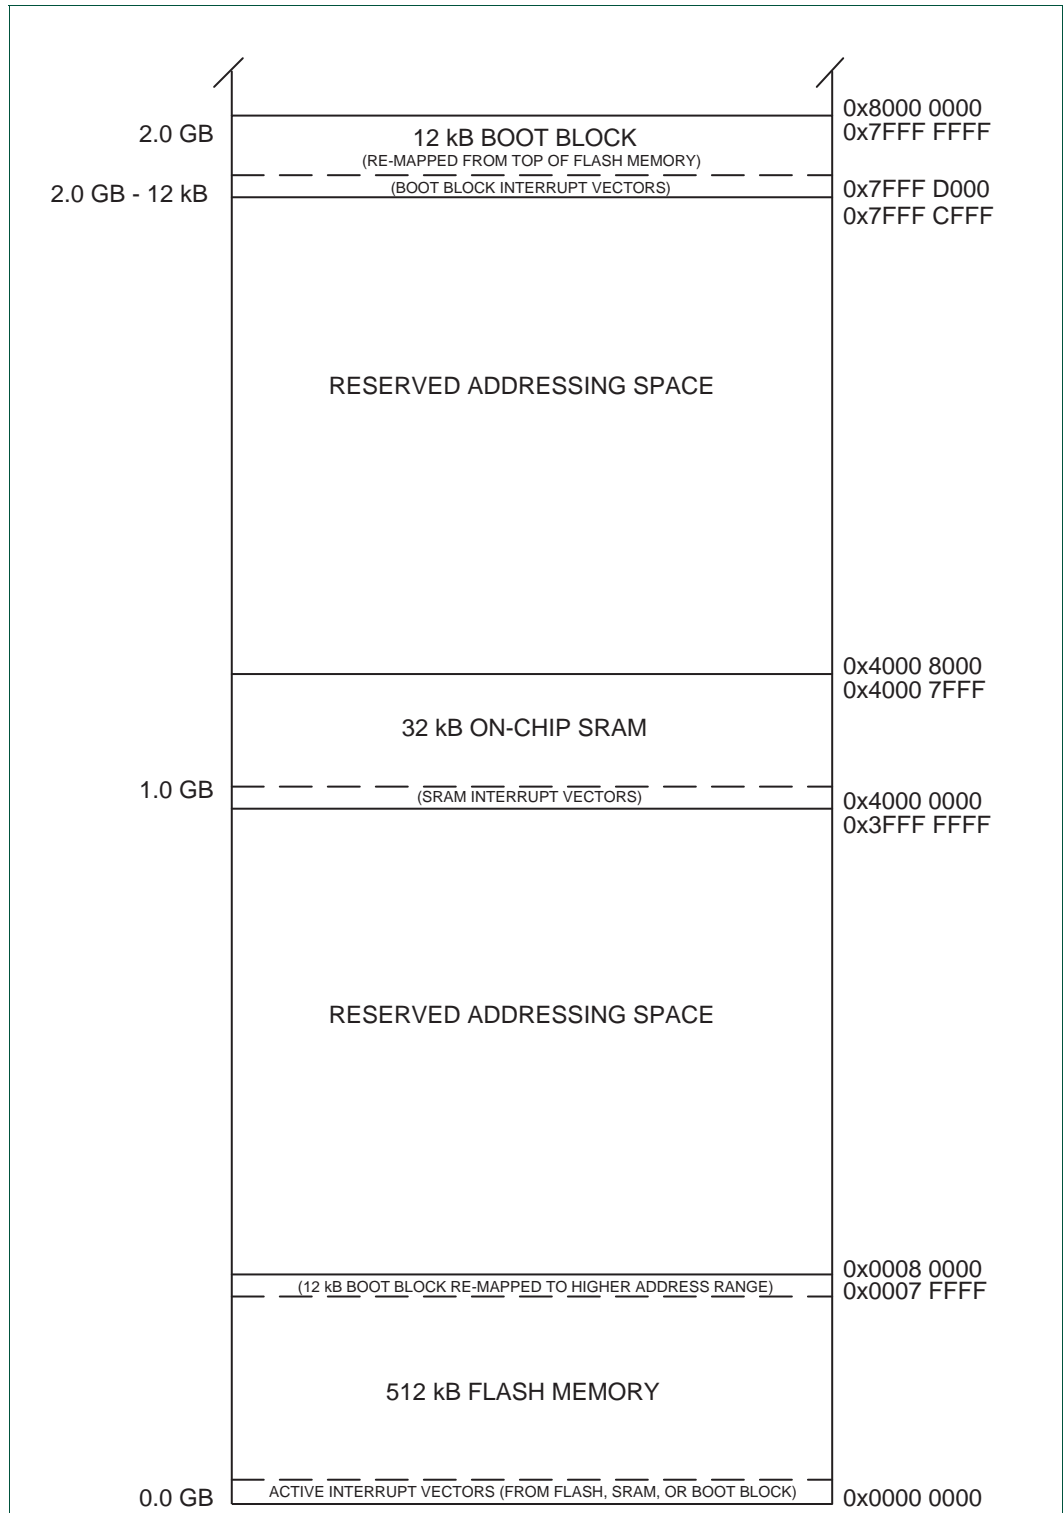 0x8000 0000
2.0 GB
12 kB BOOT BLOCK
0x7FFF FFFF
(RE-MAPPED FROM TOP OF FLASH MEMORY)
2.0 GB - 12 kB
(BOOT BLOCK INTERRUPT VECTORS)
0x7FFF D000
0x7FFF CFFF
RESERVED ADDRESSING SPACE
0x4000 8000
0x4000 7FFF
32 kB ON-CHIP SRAM
1.0 GB
(SRAM INTERRUPT VECTORS)
0x4000 0000
0x3FFF FFFF
RESERVED ADDRESSING SPACE
0x0008 0000
(12 kB BOOT BLOCK RE-MAPPED TO HIGHER ADDRESS RANGE)
0x0007 FFFF
512 kB FLASH MEMORY
0.0 GB
ACTIVE INTERRUPT VECTORS (FROM FLASH, SRAM, OR BOOT BLOCK)
0x0000 0000